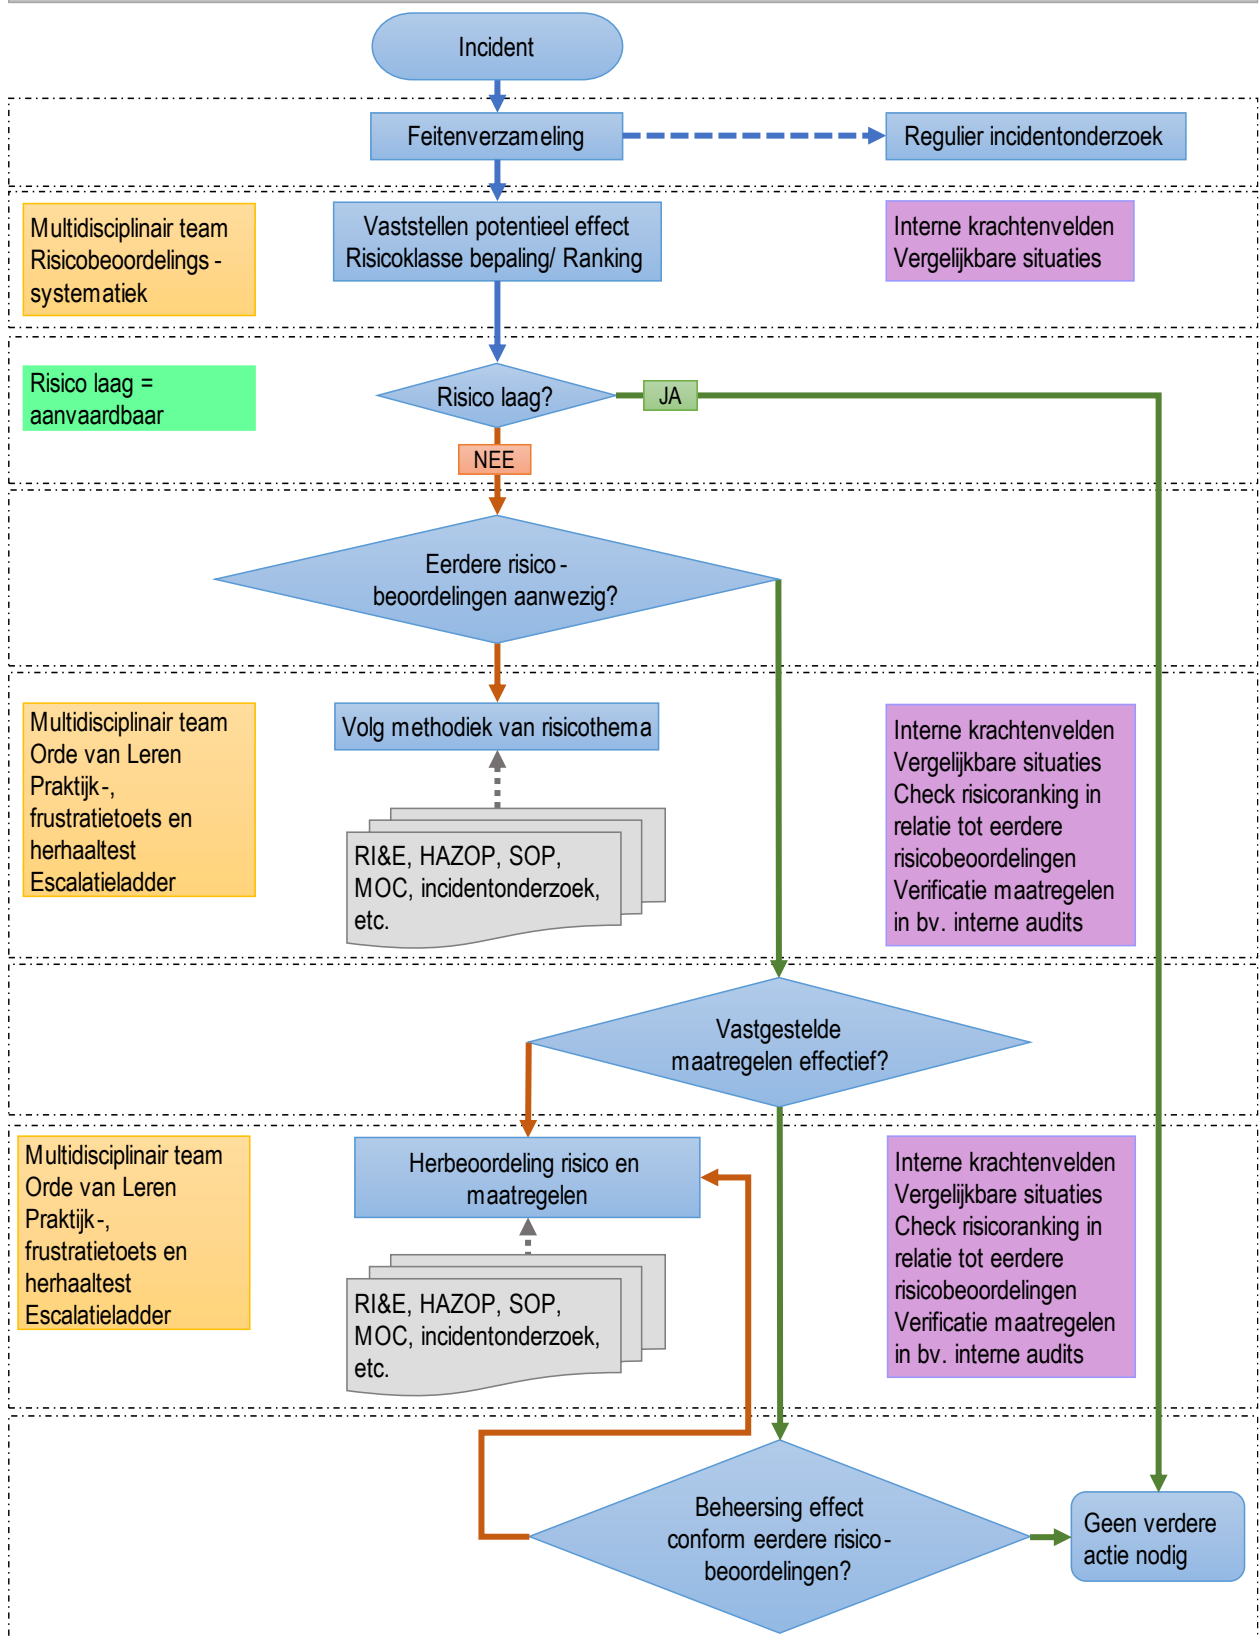 Incident
Feitenverzameling
Regulier incidentonderzoek
Multidisciplinair team
Risicobeoordelings-
systematiek
Vaststellen potentieel effect
Risicoklasse bepaling/ Ranking
Interne krachtenvelden
Vergelijkbare situaties
Risico laag =
aanvaardbaar
Risico laag?
JA
NEE
Eerdere risico-
beoordelingen aanwezig?
Multidisciplinair team
Orde van Leren
Praktijk-,
frustratietoets en
herhaaltest
Escalatieladder
Volg methodiek van risicothema
RI&E, HAZOP, SOP,
MOC, incidentonderzoek,
etc.
Interne krachtenvelden
Vergelijkbare situaties
Check risicoranking in
relatie tot eerdere
risicobeoordelingen
Verificatie maatregelen
in bv. interne audits
Vastgestelde
maatregelen effectief?
Multidisciplinair team
Orde van Leren
Praktijk-,
frustratietoets en
herhaaltest
Escalatieladder
Herbeoordeling risico en
maatregelen
RI&E, HAZOP, SOP,
MOC, incidentonderzoek,
etc.
Interne krachtenvelden
Vergelijkbare situaties
Check risicoranking in
relatie tot eerdere
risicobeoordelingen
Verificatie maatregelen
in bv. interne audits
Beheersing effect
conform eerdere risico-
beoordelingen?
Geen verdere
actie nodig